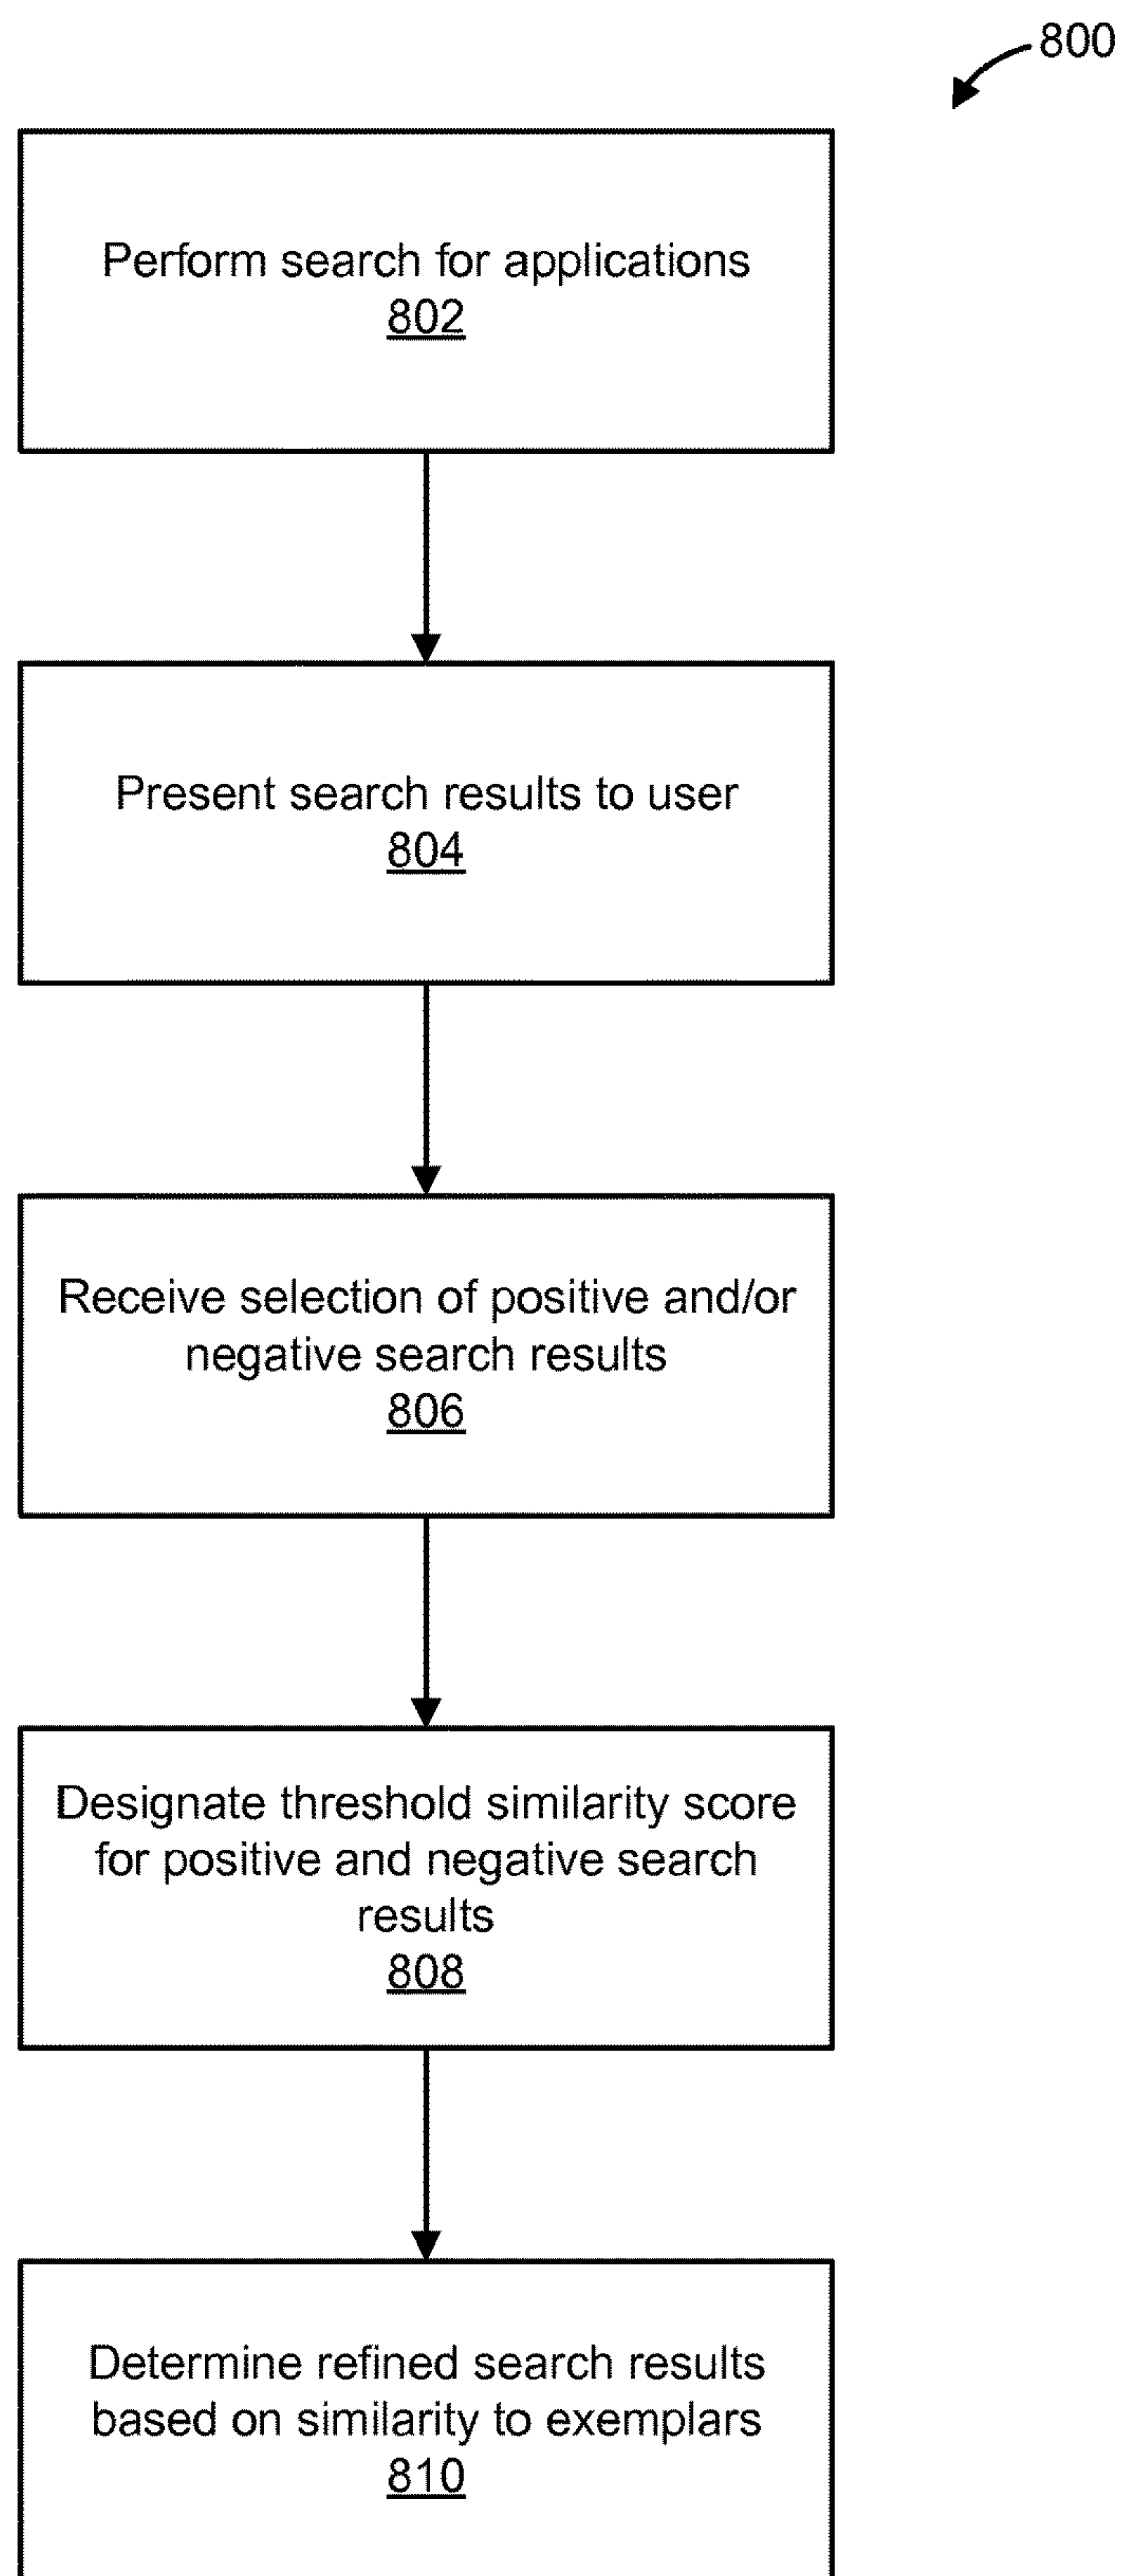 800
Perform search for applications
802
Present search results to user
804
Receive selection of positive and/or
negative search results
806
Designate threshold similarity score
for positive and negative search
results
808
Determine refined search results
based on similarity to exemplars
810